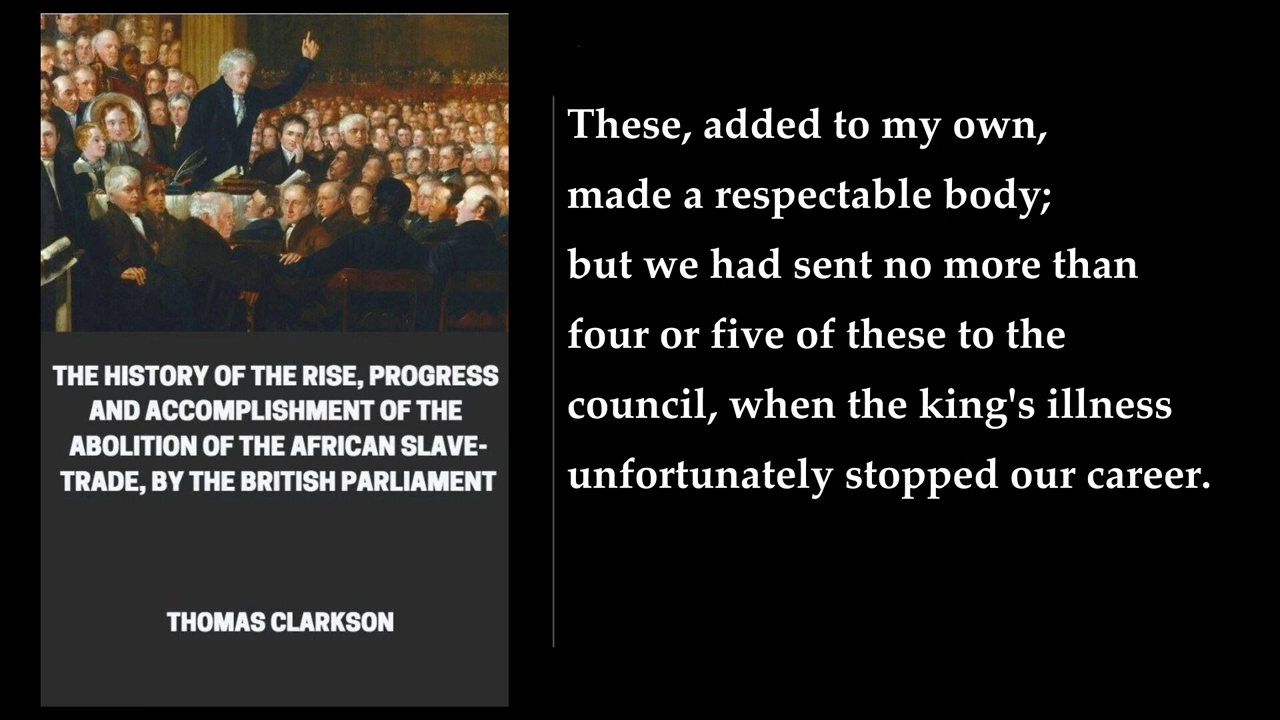 THE HISTORY OF THE RISE, PROGRESS
AND ACCOMPLISHMENT OF THE
ABOLITION OF THE AFRICAN SLAVE-
TRADE, BY THE BRITISH PARLIAMENT
THOMAS CLARKSON
These, added to my own,
made a respectable body;
but we had sent no more than
four or five of these to the
council, when the king's illness
unfortunately stopped our career.